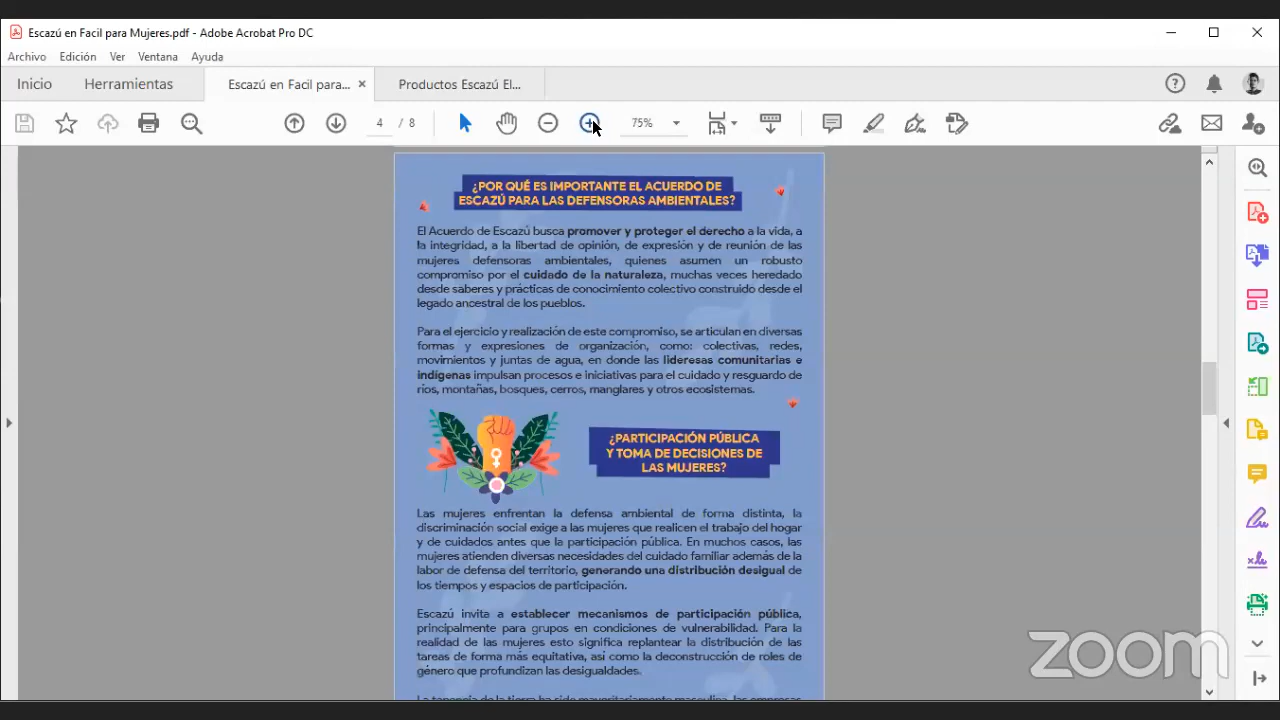 Escazú en Facil para Mujeres.pdf - Adobe Acrobat Pro DC
Archivo Edición Ver Ventana Ayuda
Inicio Herramientas Escazú en Facil para... × Productos Escazú El...
4 / 8 75%
¿POR QUÉ ES IMPORTANTE EL ACUERDO DE
ESCAZÚ PARA LAS DEFENSORAS AMBIENTALES?
El Acuerdo de Escazú busca promover y proteger el derecho a la vida, a
la integridad, a la libertad de opinión, de expresión y de reunión de las
mujeres defensoras ambientales, quienes asumen un robusto
compromiso por el cuidado de la naturaleza, muchas veces heredado
desde saberes y prácticas de conocimiento colectivo construido desde el
legado ancestral de los pueblos.
Para el ejercicio y realización de este compromiso, se articulan en diversas
formas y expresiones de organización, como: colectivas, redes,
movimientos y juntas de agua, en donde las lideresas comunitarias e
indígenas impulsan procesos e iniciativas para el cuidado y resguardo de
ríos, montañas, bosques, cerros, manglares y otros ecosistemas.
¿PARTICIPACIÓN PÚBLICA
Y TOMA DE DECISIONES DE
LAS MUJERES?
Las mujeres enfrentan la defensa ambiental de forma distinta, la
discriminación social exige a las mujeres que realicen el trabajo del hogar
y de cuidados antes que la participación pública. En muchos casos, las
mujeres atienden diversas necesidades del cuidado familiar además de la
labor de defensa del territorio, generando una distribución desigual de
los tiempos y espacios de participación.
Escazú invita a establecer mecanismos de participación pública,
principalmente para grupos en condiciones de vulnerabilidad. Para la
realidad de las mujeres esto significa replantear la distribución de las
tareas de forma más equitativa, así como la deconstrucción de roles de
género que profundizan las desigualdades.
La tenencia de la tierra ha sido mayoritariamente masculina, las empresas
zoom